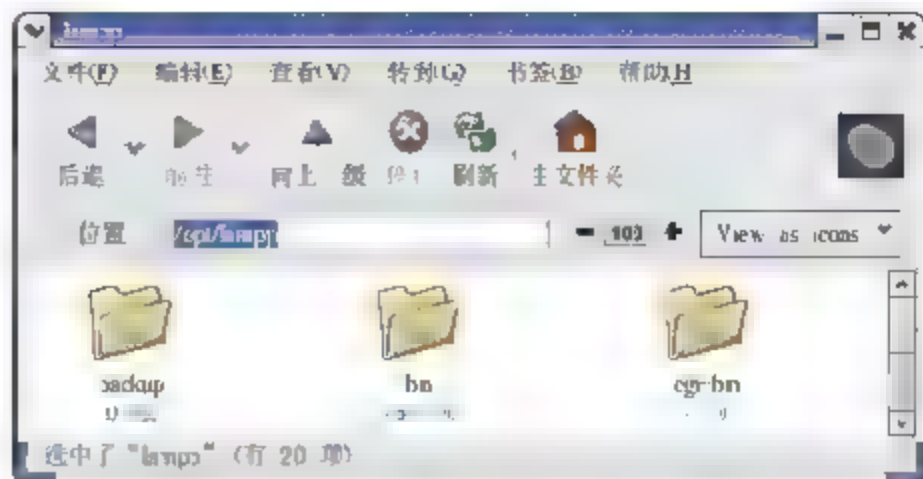 lampp
文件(F) 编辑(E) 查看(V) 转到(G) 书签(B) 帮助(H)
后退 前进 向上一级 停止 刷新 主文件夹
位置 /opt/lampp 100 View as icons
backup bin cgi-bin
选中了 "lampp" (有 20 项)